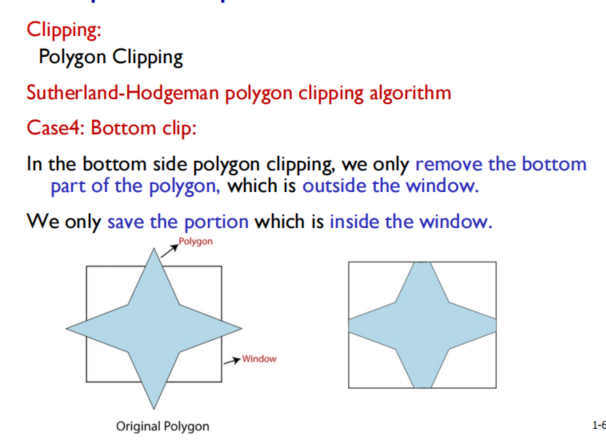 Clipping:
Polygon Clipping
Sutherland-Hodgeman polygon clipping algorithm
Case4: Bottom clip:
In the bottom side polygon clipping, we only remove the bottom
part of the polygon, which is outside the window.
We only save the portion which is inside the window.
Polygon
Window
Original Polygon
1-6